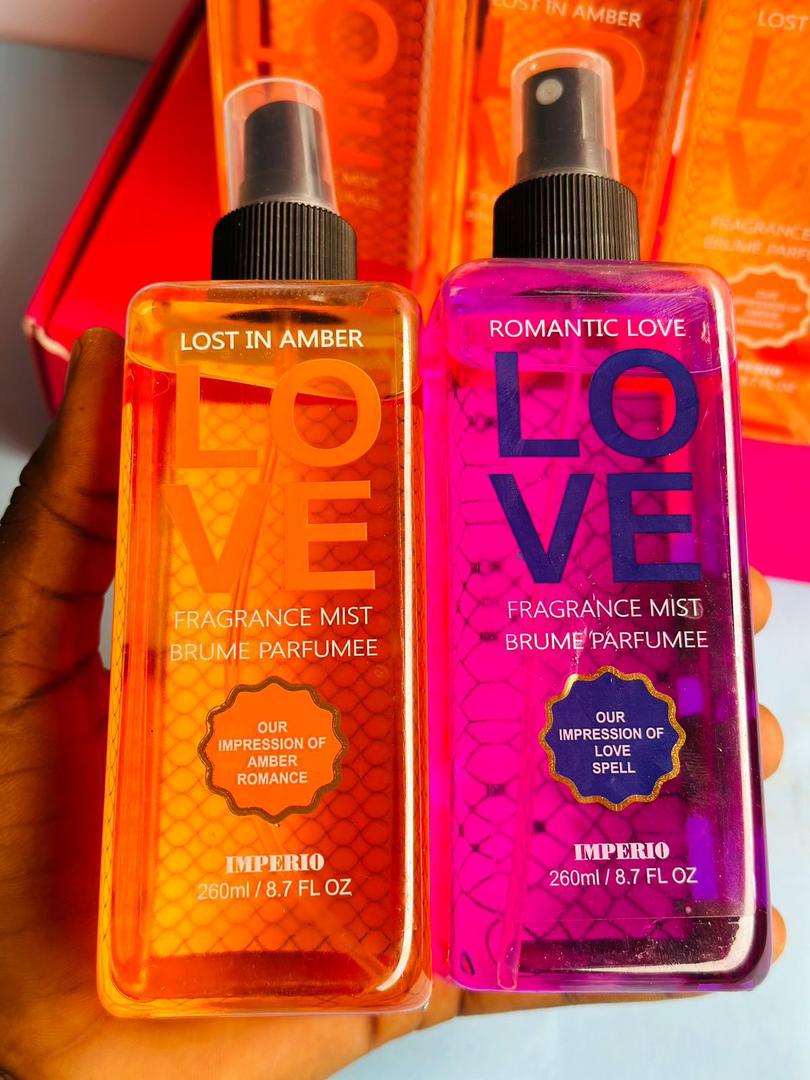 LOST IN AMBER
LO
VE
FRAGRANCE MIST
BRUME PARFUMEE
OUR
IMPRESSION OF
AMBER
ROMANCE
IMPERIO
260ml / 8.7 FL OZ
ROMANTIC LOVE
LO
VE
FRAGRANCE MIST
BRUME PARFUMEE
OUR
IMPRESSION OF
LOVE
SPELL
IMPERIO
260ml / 8.7 FL OZ
LOST IN AMBER
LOST
FRAGRANCE